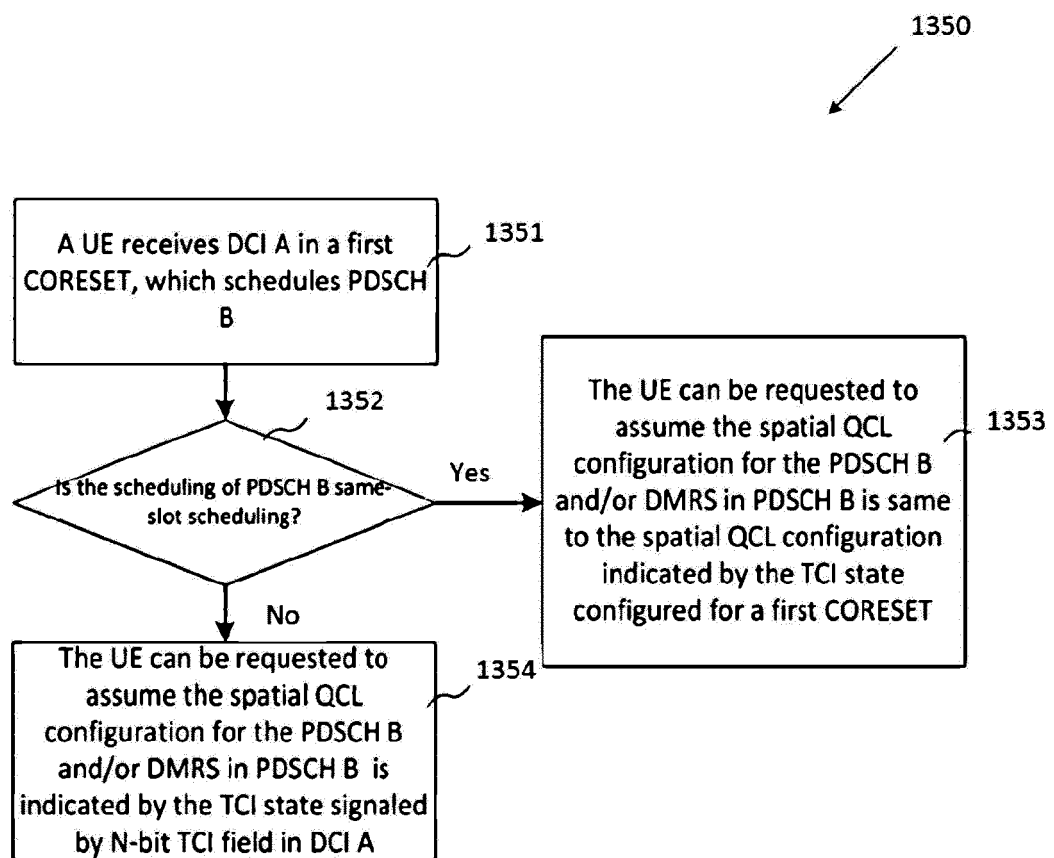 1350
A UE receives DCI A in a first
CORESET, which schedules PDSCH
B
1351
1352
Is the scheduling of PDSCH B same-
slot scheduling?
Yes
The UE can be requested to
assume the spatial QCL
configuration for the PDSCH B
and/or DMRS in PDSCH B is same
to the spatial QCL configuration
indicated by the TCI state
configured for a first CORESET
1353
No
The UE can be requested to
assume the spatial QCL
configuration for the PDSCH B
and/or DMRS in PDSCH B is
indicated by the TCI state signaled
by N-bit TCI field in DCI A
1354